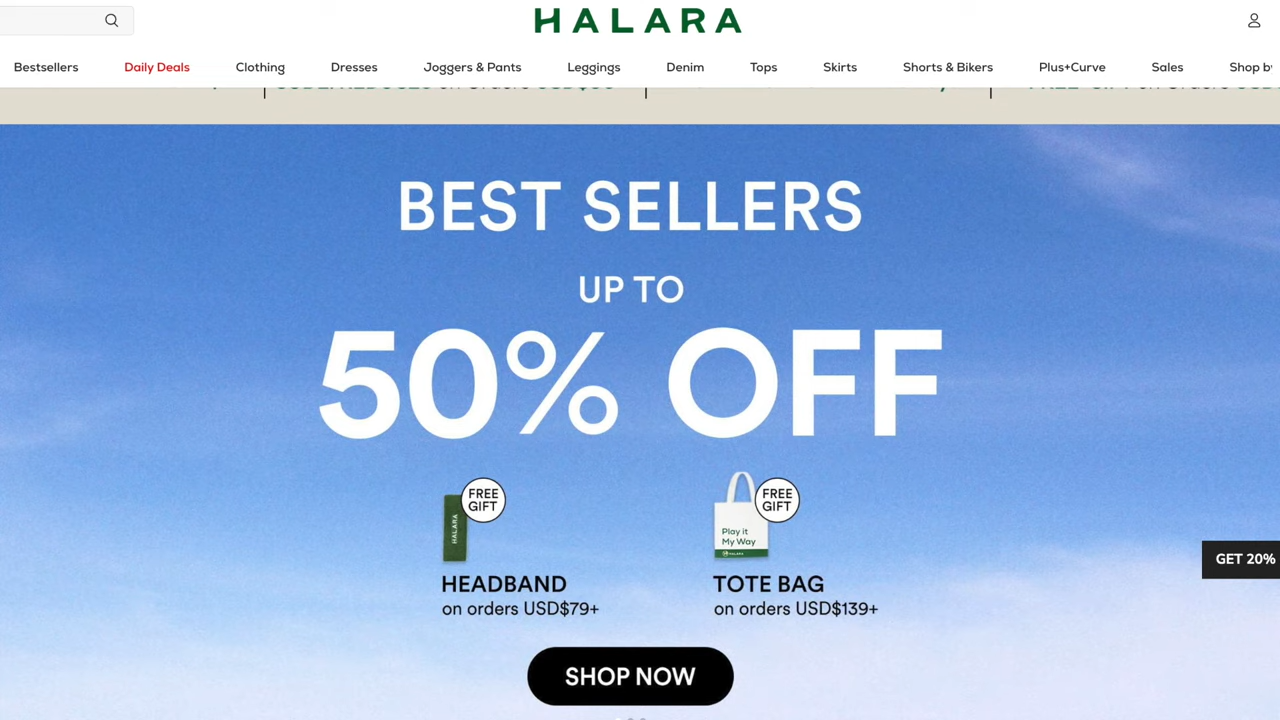 HALARA
Bestsellers Daily Deals Clothing Dresses Joggers & Pants Leggings Denim Tops Skirts Shorts & Bikers Plus+Curve Sales Shop
BEST SELLERS
UP TO
50% OFF
FREE
GIFT
HALARA
HEADBAND
on orders USD$79+
FREE
GIFT
Play it
My Way
HALARA
TOTE BAG
on orders USD$139+
GET 20%
SHOP NOW